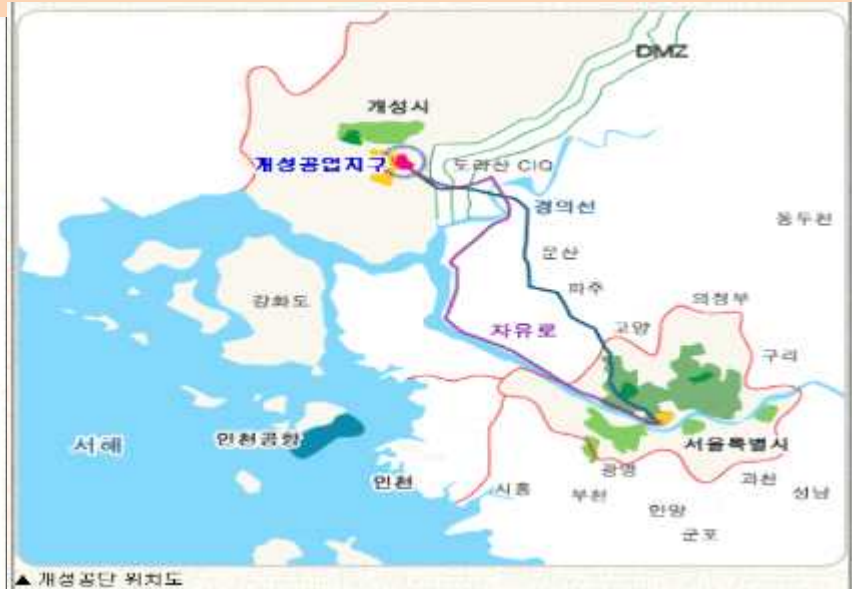 DMZ
개성시
개성공업지구
도라산 CIQ
경의선
동두천
문산
파주
의정부
강화도
자유로
고양
구리
서해
인천공항
서울특별시
인천
시흥
광명
과천
부천
성남
안양
군포
▲ 개성공단 위치도